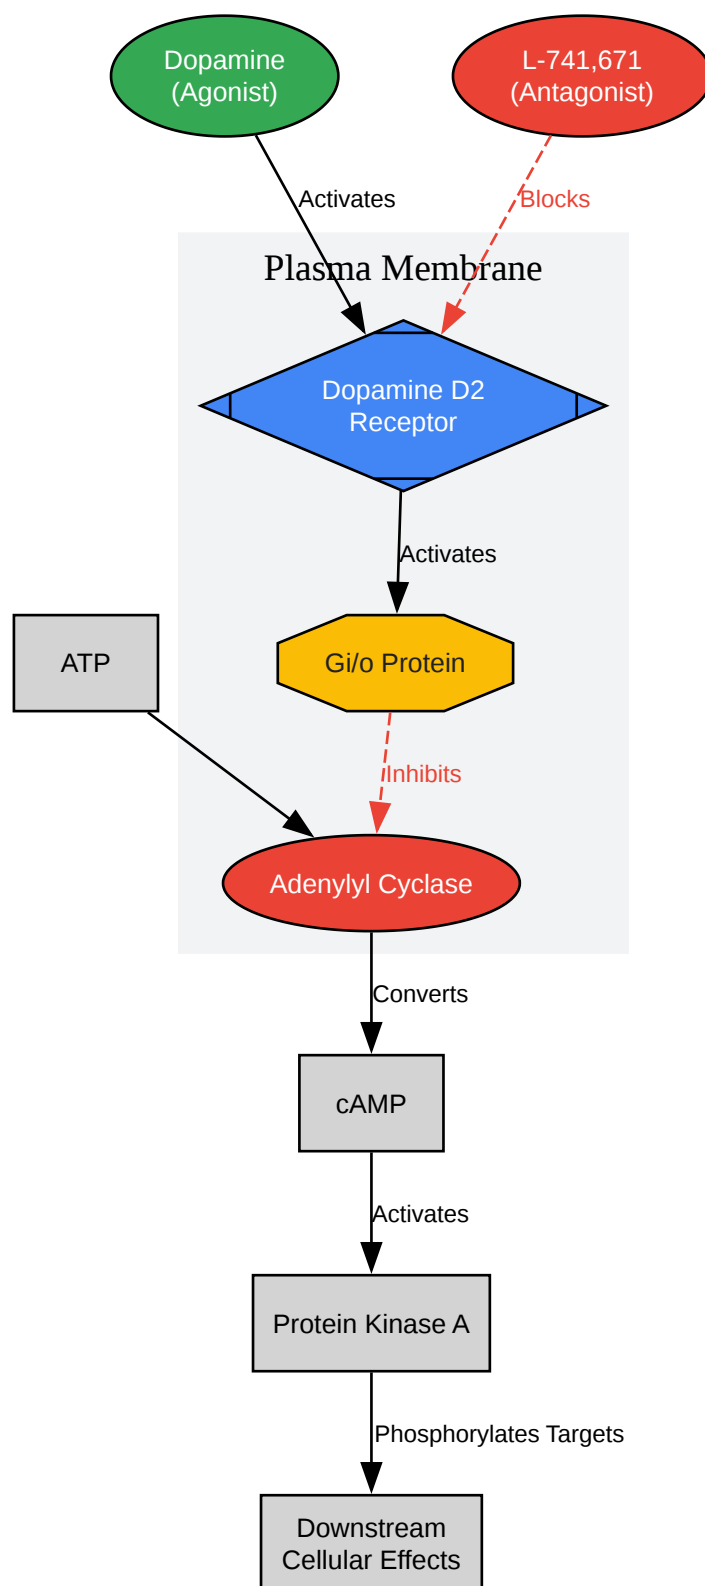 Dopamine
(Agonist)
L-741,671
(Antagonist)
Activates
Blocks
Plasma Membrane
Dopamine D2
Receptor
Activates
ATP
Gi/o Protein
Inhibits
Adenylyl Cyclase
Converts
cAMP
Activates
Protein Kinase A
Phosphorylates Targets
Downstream
Cellular Effects